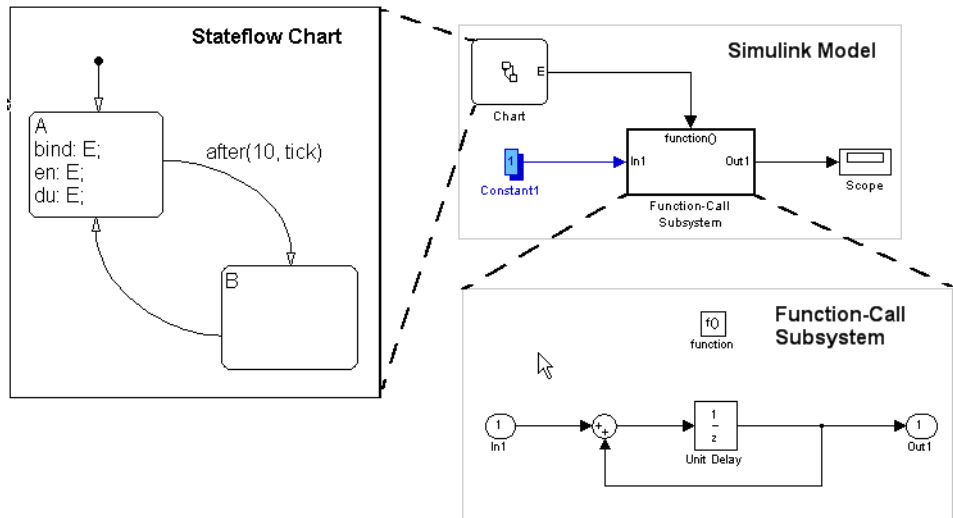 Stateflow Chart
A
bind: E;
en: E;
du: E;
after(10, tick)
B
Simulink Model
E
Chart
function()
In1
Out1
1
Constant1
Function-Call
Subsystem
Scope
Function-Call
Subsystem
f()
function
1
In1
+
+
1
z
Unit Delay
1
Out1